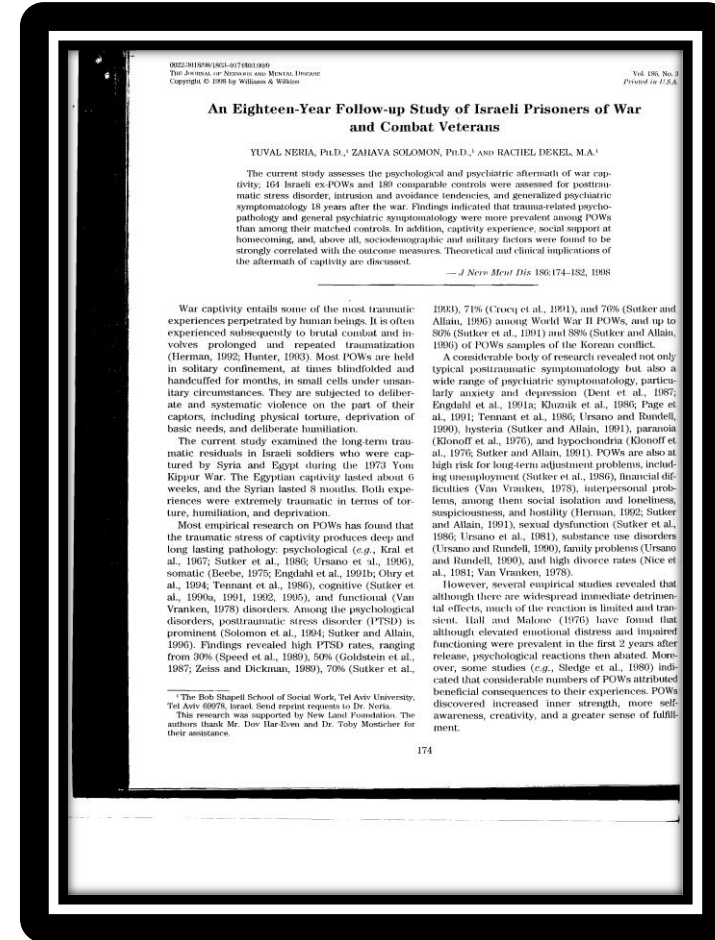 0022-3018/98/1863-0174$03.00/0
THE JOURNAL OF NERVOUS AND MENTAL DISEASE
Copyright © 1998 by Williams & Wilkins
Vol. 186, No. 3
Printed in U.S.A
An Eighteen-Year Follow-up Study of Israeli Prisoners of War
and Combat Veterans
YUVAL NERIA, PH.D.,¹ ZAHAVA SOLOMON, PH.D.,¹ AND RACHEL DEKEL, M.A.¹
The current study assesses the psychological and psychiatric aftermath of war cap-
tivity; 164 Israeli ex-POWs and 189 comparable controls were assessed for posttrau-
matic stress disorder, intrusion and avoidance tendencies, and generalized psychiatric
symptomatology 18 years after the war. Findings indicated that trauma-related psycho-
pathology and general psychiatric symptomatology were more prevalent among POWs
than among their matched controls. In addition, captivity experience, social support at
homecoming, and, above all, sociodemographic and military factors were found to be
strongly correlated with the outcome measures. Theoretical and clinical implications of
the aftermath of captivity are discussed.
— J Nerv Ment Dis 186:174–182, 1998
War captivity entails some of the most traumatic
experiences perpetrated by human beings. It is often
experienced subsequently to brutal combat and in-
volves prolonged and repeated traumatization
(Herman, 1992; Hunter, 1993). Most POWs are held
in solitary confinement, at times blindfolded and
handcuffed for months, in small cells under unsan-
itary circumstances. They are subjected to deliber-
ate and systematic violence on the part of their
captors, including physical torture, deprivation of
basic needs, and deliberate humiliation.
The current study examined the long-term trau-
matic residuals in Israeli soldiers who were cap-
tured by Syria and Egypt during the 1973 Yom
Kippur War. The Egyptian captivity lasted about 6
weeks, and the Syrian lasted 8 months. Both expe-
riences were extremely traumatic in terms of tor-
ture, humiliation, and deprivation.
Most empirical research on POWs has found that
the traumatic stress of captivity produces deep and
long lasting pathology: psychological (e.g., Kral et
al., 1967; Sutker et al., 1986; Ursano et al., 1996),
somatic (Beebe, 1975; Engdahl et al., 1991b; Ohry et
al., 1994; Tennant et al., 1986), cognitive (Sutker et
al., 1990a, 1991, 1992, 1995), and functional (Van
Vranken, 1978) disorders. Among the psychological
disorders, posttraumatic stress disorder (PTSD) is
prominent (Solomon et al., 1994; Sutker and Allain,
1996). Findings revealed high PTSD rates, ranging
from 30% (Speed et al., 1989), 50% (Goldstein et al.,
1987; Zeiss and Dickman, 1989), 70% (Sutker et al.,
¹ The Bob Shapell School of Social Work, Tel Aviv University,
Tel Aviv 69978, Israel. Send reprint requests to Dr. Neria.
This research was supported by New Land Foundation. The
authors thank Mr. Dov Har-Even and Dr. Toby Mosticher for
their assistance.
1993), 71% (Crocq et al., 1991), and 76% (Sutker and
Allain, 1996) among World War II POWs, and up to
86% (Sutker et al., 1991) and 88% (Sutker and Allain,
1996) of POWs samples of the Korean conflict.
A considerable body of research revealed not only
typical posttraumatic symptomatology but also a
wide range of psychiatric symptomatology, particu-
larly anxiety and depression (Dent et al., 1987;
Engdahl et al., 1991a; Kluznik et al., 1986; Page et
al., 1991; Tennant et al., 1986; Ursano and Rundell,
1990), hysteria (Sutker and Allain, 1991), paranoia
(Klonoff et al., 1976), and hypochondria (Klonoff et
al., 1976; Sutker and Allain, 1991). POWs are also at
high risk for long-term adjustment problems, includ-
ing unemployment (Sutker et al., 1986), financial dif-
ficulties (Van Vranken, 1978), interpersonal prob-
lems, among them social isolation and loneliness,
suspiciousness, and hostility (Herman, 1992; Sutker
and Allain, 1991), sexual dysfunction (Sutker et al.,
1986; Ursano et al., 1981), substance use disorders
(Ursano and Rundell, 1990), family problems (Ursano
and Rundell, 1990), and high divorce rates (Nice et
al., 1981; Van Vranken, 1978).
However, several empirical studies revealed that
although there are widespread immediate detrimen-
tal effects, much of the reaction is limited and tran-
sient. Hall and Malone (1976) have found that
although elevated emotional distress and impaired
functioning were prevalent in the first 2 years after
release, psychological reactions then abated. More-
over, some studies (e.g., Sledge et al., 1980) indi-
cated that considerable numbers of POWs attributed
beneficial consequences to their experiences. POWs
discovered increased inner strength, more self-
awareness, creativity, and a greater sense of fulfill-
ment.
174